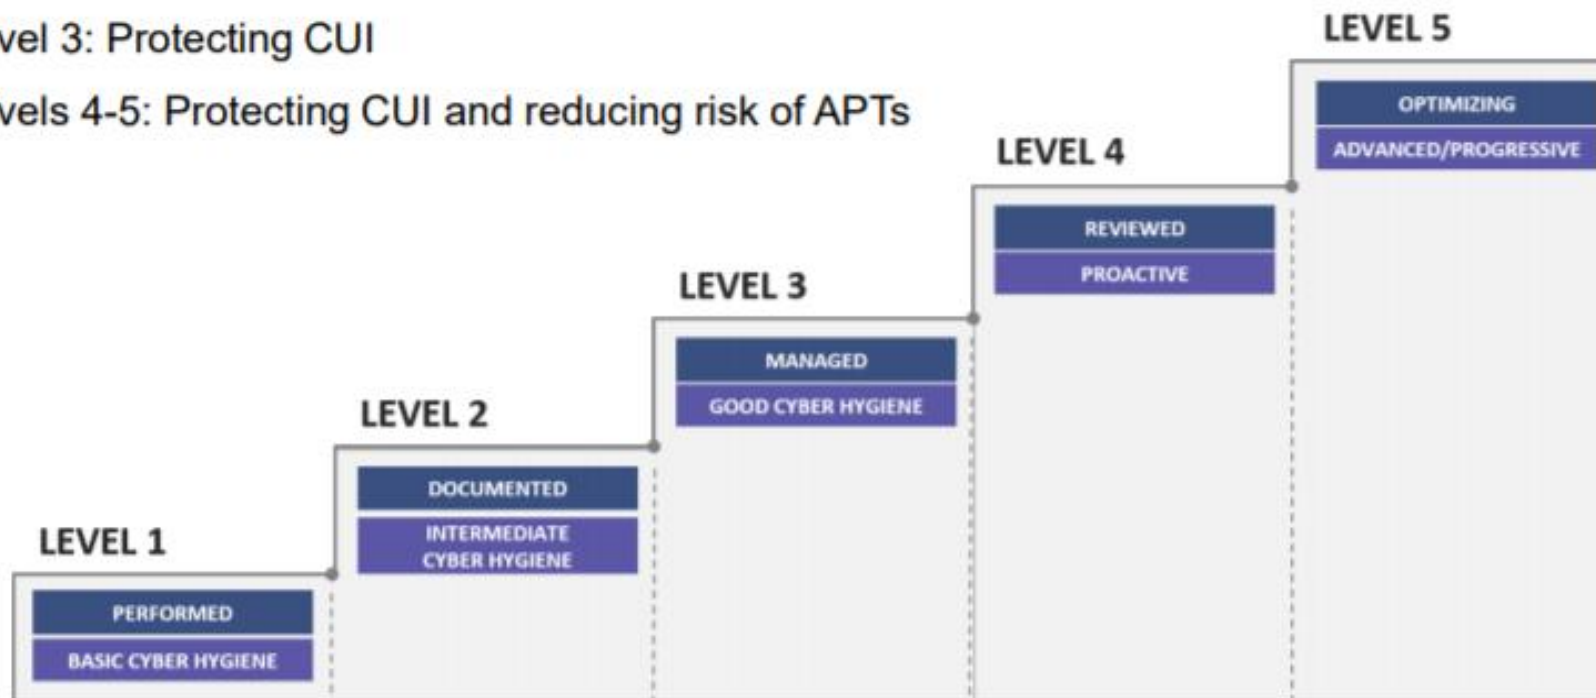 vel 3: Protecting CUI
vels 4-5: Protecting CUI and reducing risk of APTs
LEVEL 5
OPTIMIZING
ADVANCED/PROGRESSIVE
LEVEL 4
REVIEWED
PROACTIVE
LEVEL 3
MANAGED
GOOD CYBER HYGIENE
LEVEL 2
DOCUMENTED
INTERMEDIATE
CYBER HYGIENE
LEVEL 1
PERFORMED
BASIC CYBER HYGIENE